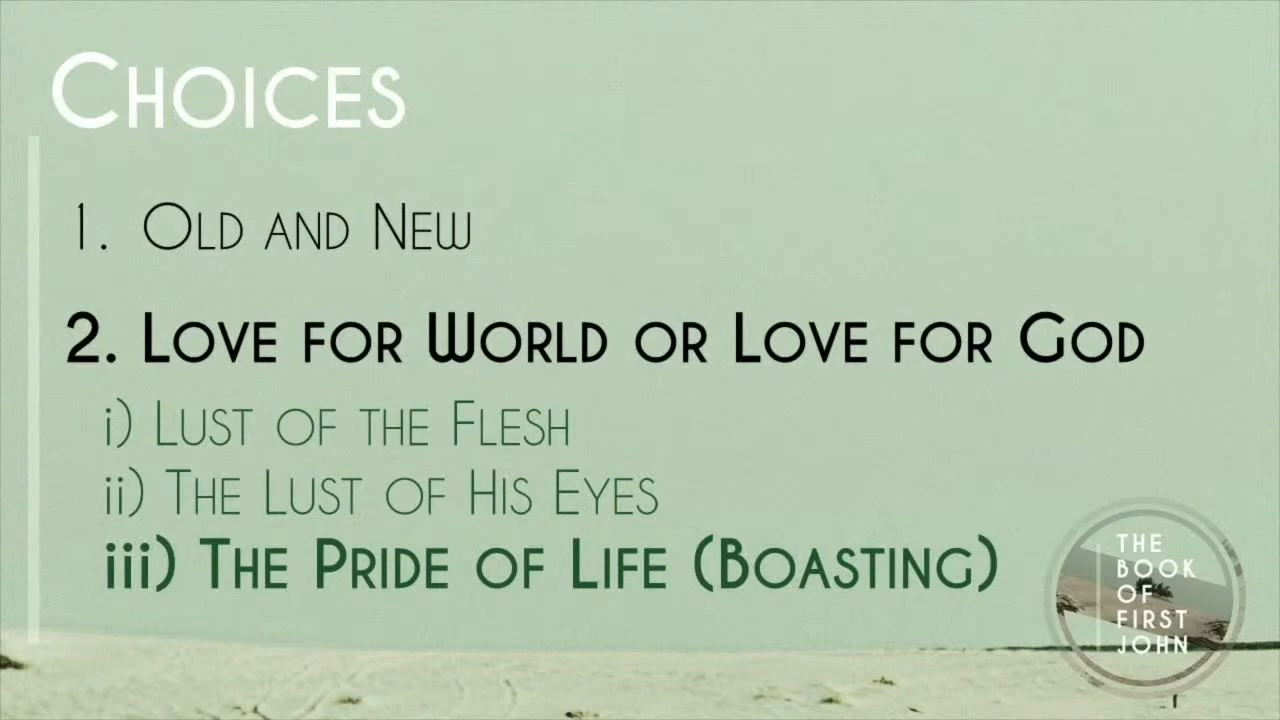 CHOICES
1. OLD AND NEW
2. LOVE FOR WORLD OR LOVE FOR GOD
i) LUST OF THE FLESH
ii) THE LUST OF HIS EYES
iii) THE PRIDE OF LIFE (BOASTING)
THE
BOOK
OF
FIRST
JOHN